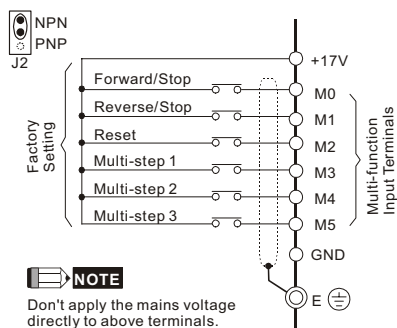 NPN
PNP
J2
+17V
Forward/Stop
M0
Reverse/Stop
M1
Reset
M2
Multi-step 1
M3
Multi-step 2
M4
Multi-step 3
M5
Factory
Setting
Multi-function
Input Terminals
GND
E
NOTE
Don't apply the mains voltage
directly to above terminals.